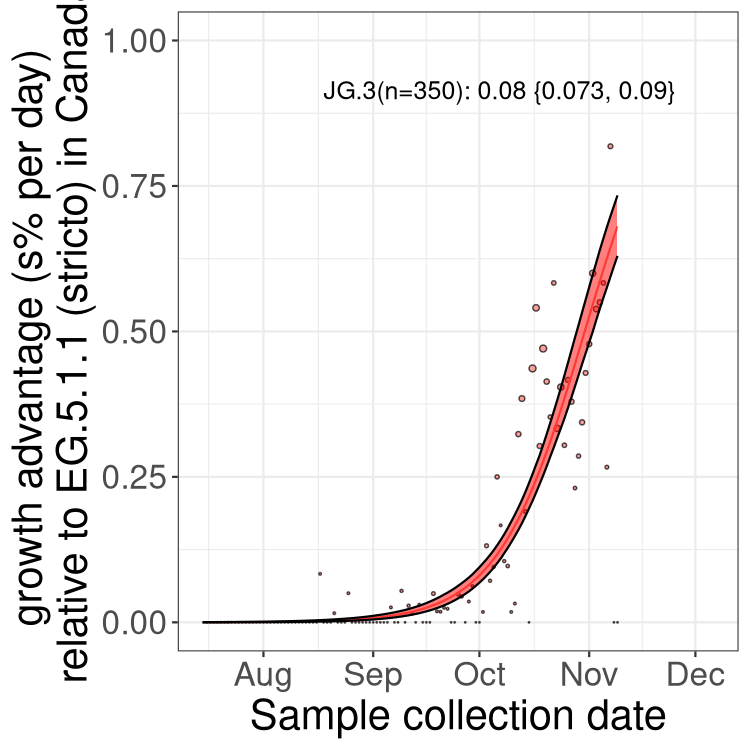 growth advantage (s% per day)
relative to EG.5.1.1 (stricto) in Canada
1.00
0.75
0.50
0.25
0.00
JG.3(n=350): 0.08 {0.073, 0.09}
Aug Sep Oct Nov Dec
Sample collection date